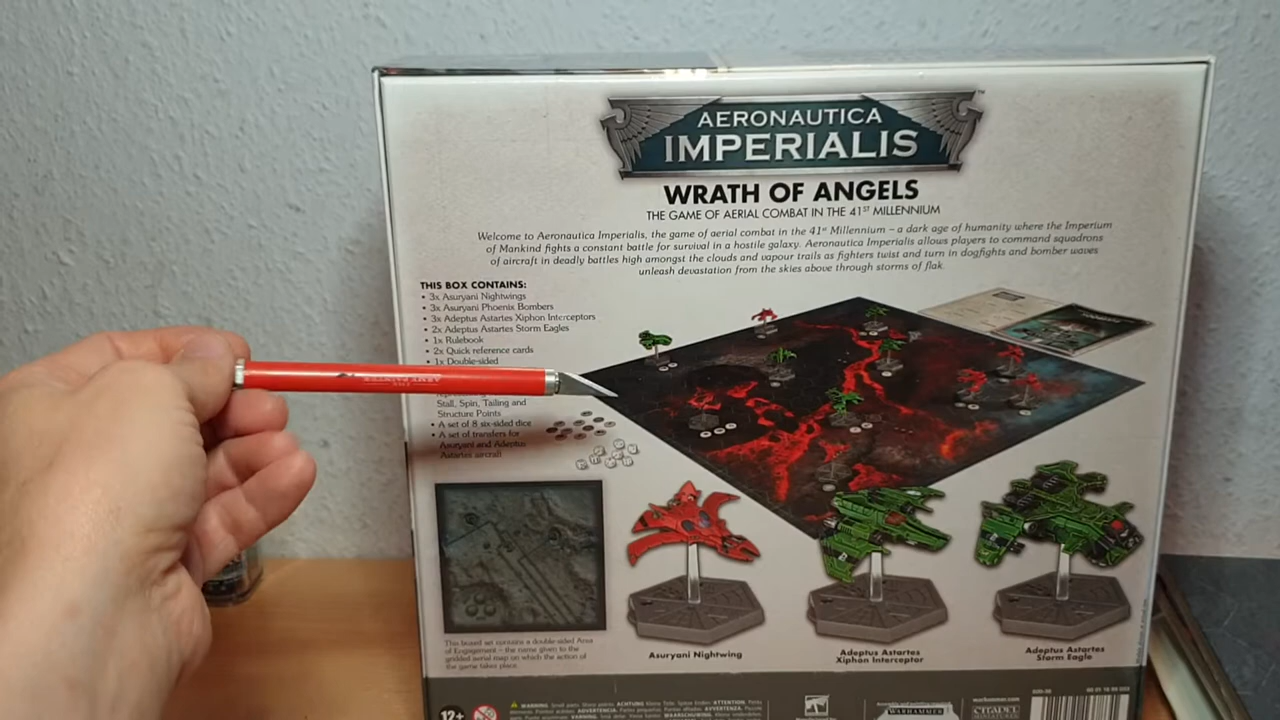 AERONAUTICA
IMPERIALIS
™
WRATH OF ANGELS
THE GAME OF AERIAL COMBAT IN THE 41ST MILLENNIUM
Welcome to Aeronautica Imperialis, the game of aerial combat in the 41st Millennium – a dark age of humanity where the Imperium
of Mankind fights a constant battle for survival in a hostile galaxy. Aeronautica Imperialis allows players to command squadrons
of aircraft in deadly battles high amongst the clouds and vapour trails as fighters twist and turn in dogfights and bomber waves
unleash devastation from the skies above through storms of flak.
THIS BOX CONTAINS:
• 3x Asuryani Nightwings
• 3x Asuryani Phoenix Bombers
• 3x Adeptus Astartes Xiphon Interceptors
• 2x Adeptus Astartes Storm Eagles
• 1x Rulebook
• 2x Quick reference cards
• 1x Double-sided
Stall, Spin, Tailing and
Structure Points
• A set of 8 six-sided dice
• A set of transfers for
Asuryani and Adeptus
Astartes aircraft
ARMY PAINTER
This boxed set contains a double-sided Area
of Engagement – the name given to the
gridded aerial map on which the action of
the game takes place.
Asuryani Nightwing
Adeptus Astartes
Xiphon Interceptor
Adeptus Astartes
Storm Eagle
12+
WARNING
warhammer.com
WARHAMMER
CITADEL